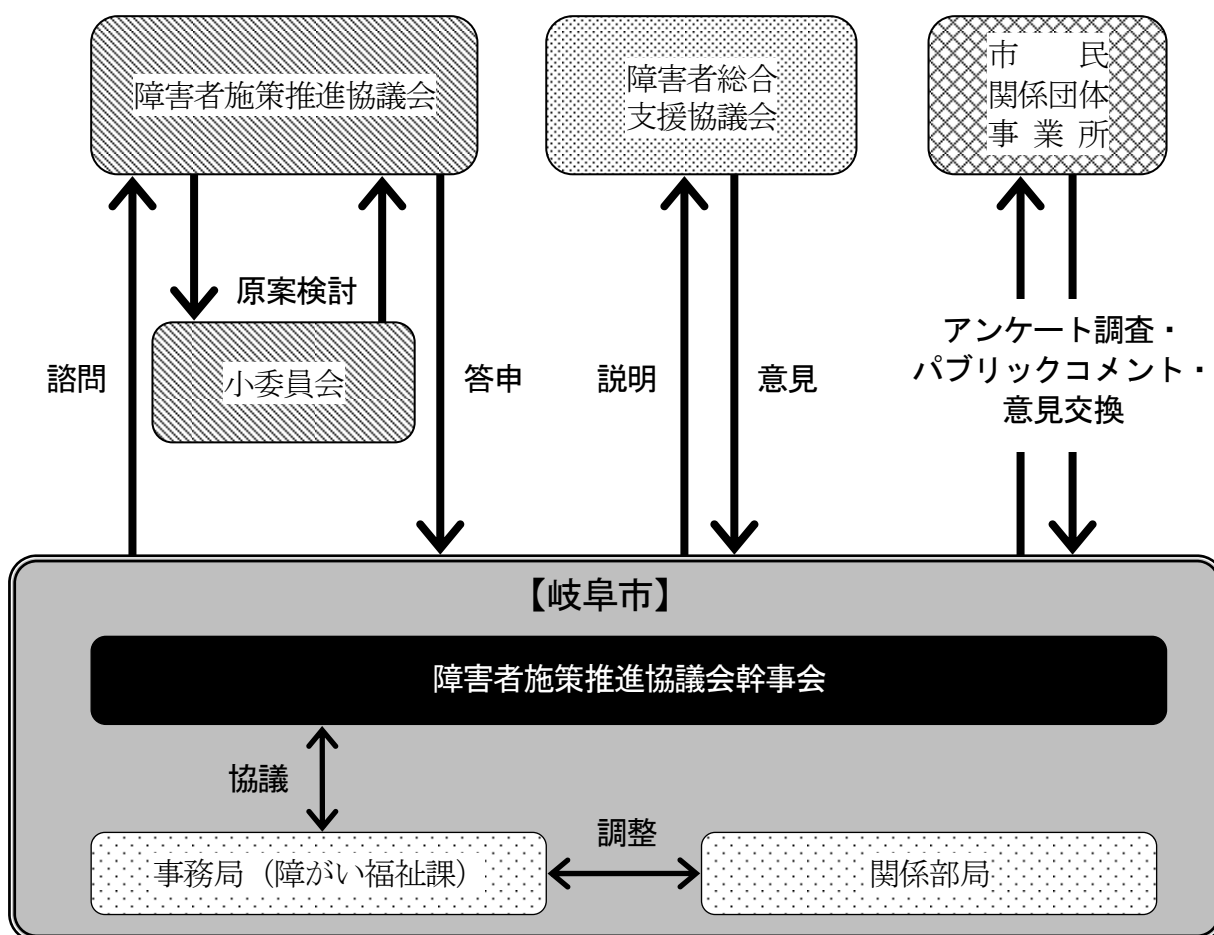 障害者施策推進協議会
障害者総合
支援協議会
市　　民
関係団体
事 業 所
原案検討
小委員会
諮問
答申
説明
意見
アンケート調査・
パブリックコメント・
意見交換
【岐阜市】
障害者施策推進協議会幹事会
協議
事務局（障がい福祉課）
調整
関係部局